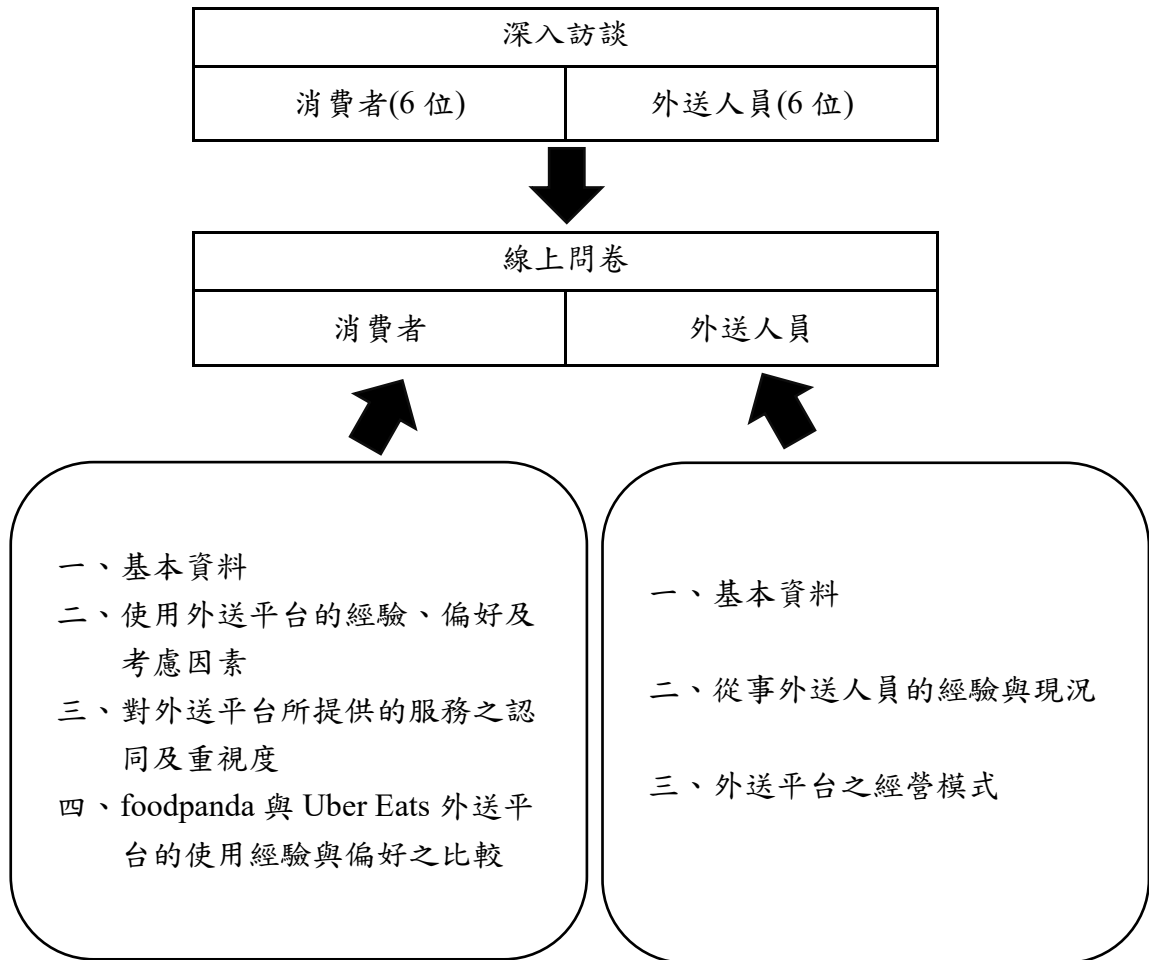 深入訪談
消費者(6 位)
外送人員(6 位)
線上問卷
消費者
外送人員
一、基本資料
二、使用外送平台的經驗、偏好及
考慮因素
三、對外送平台所提供的服務之認
同及重視度
四、foodpanda 與 Uber Eats 外送平
台的使用經驗與偏好之比較
一、基本資料
二、從事外送人員的經驗與現況
三、外送平台之經營模式